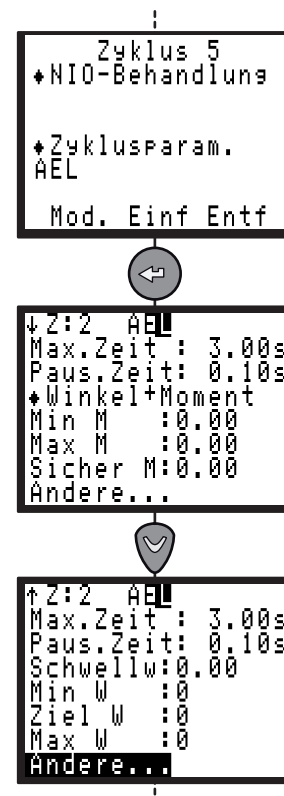 Zyklus 5
♦NIO-Behandlung
♦Zyklusparam.
AEL
Mod. Einf Entf
↓Z:2 AEL
Max.Zeit : 3.00s
Paus.Zeit: 0.10s
♦Winkel+Moment
Min M :0.00
Max M :0.00
Sicher M:0.00
Andere...
↑Z:2 AEL
Max.Zeit : 3.00s
Paus.Zeit: 0.10s
Schwellw:0.00
Min W :0
Ziel W :0
Max W :0
Andere...